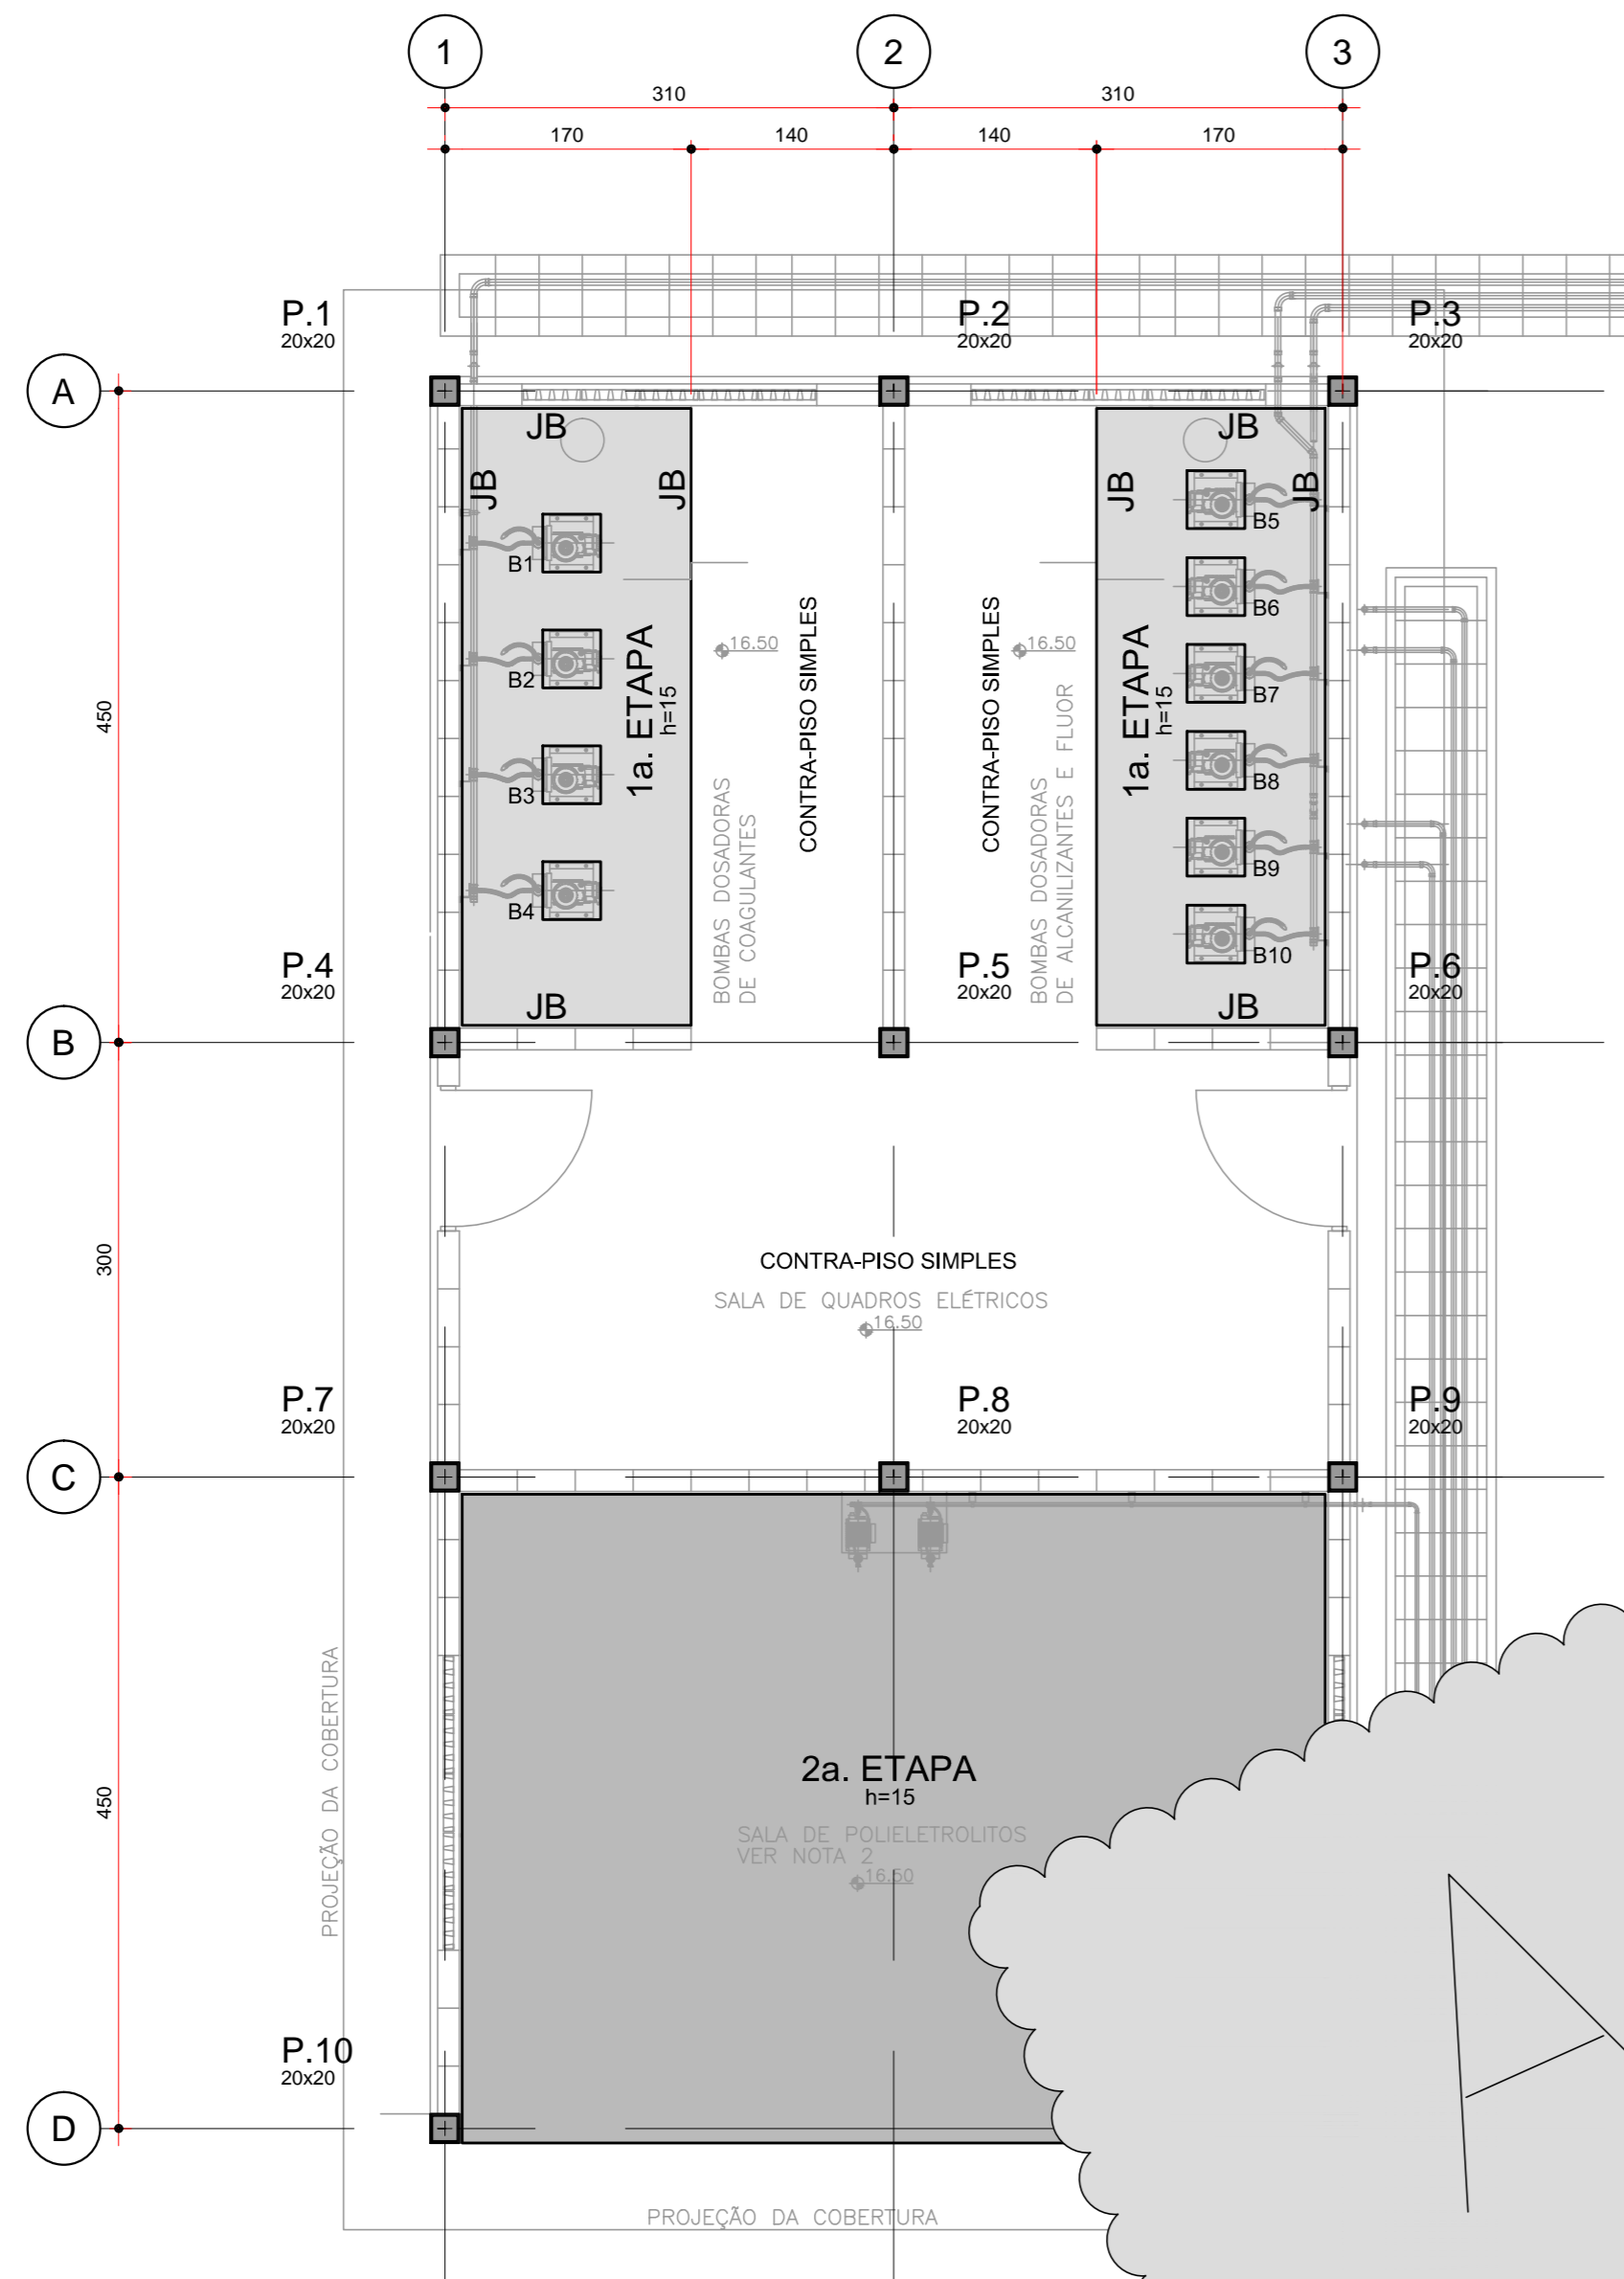 1
2
3
310
310
170
140
140
170
P.1
20x20
P.2
20x20
P.3
20x20
A
JB
JB
JB
JB
JB
JB
B1
B2
B3
B4
B5
B6
B7
B8
B9
B10
1a. ETAPA
h=15
1a. ETAPA
h=15
16.50
16.50
CONTRA-PISO SIMPLES
CONTRA-PISO SIMPLES
BOMBAS DOSADORAS
DE COAGULANTES
BOMBAS DOSADORAS
DE ALCANILIZANTES E FLUOR
450
P.4
20x20
P.5
20x20
P.6
20x20
JB
JB
B
300
CONTRA-PISO SIMPLES
SALA DE QUADROS ELÉTRICOS
16.50
P.7
20x20
P.8
20x20
P.9
20x20
C
450
PROJEÇÃO DA COBERTURA
2a. ETAPA
h=15
SALA DE POLIELETROLITOS
VER NOTA 2
16.50
P.10
20x20
D
PROJEÇÃO DA COBERTURA